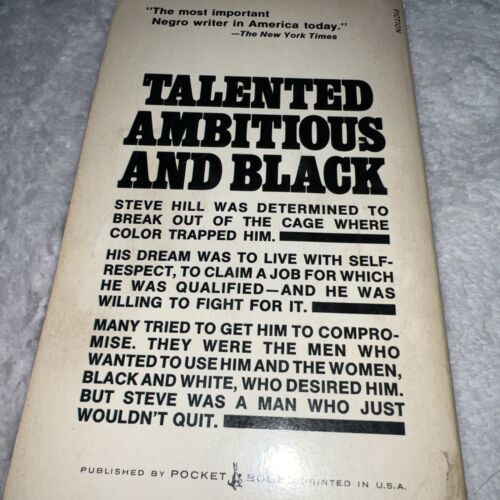 "The most important
Negro writer in America today."
—The New York Times
FICTION
TALENTED
AMBITIOUS
AND BLACK
STEVE HILL WAS DETERMINED TO
BREAK OUT OF THE CAGE WHERE
COLOR TRAPPED HIM.
HIS DREAM WAS TO LIVE WITH SELF-
RESPECT, TO CLAIM A JOB FOR WHICH
HE WAS QUALIFIED—AND HE WAS
WILLING TO FIGHT FOR IT.
MANY TRIED TO GET HIM TO COMPRO-
MISE. THEY WERE THE MEN WHO
WANTED TO USE HIM AND THE WOMEN,
BLACK AND WHITE, WHO DESIRED HIM.
BUT STEVE WAS A MAN WHO JUST
WOULDN'T QUIT.
PUBLISHED BY POCKET BOOKS PRINTED IN U.S.A.